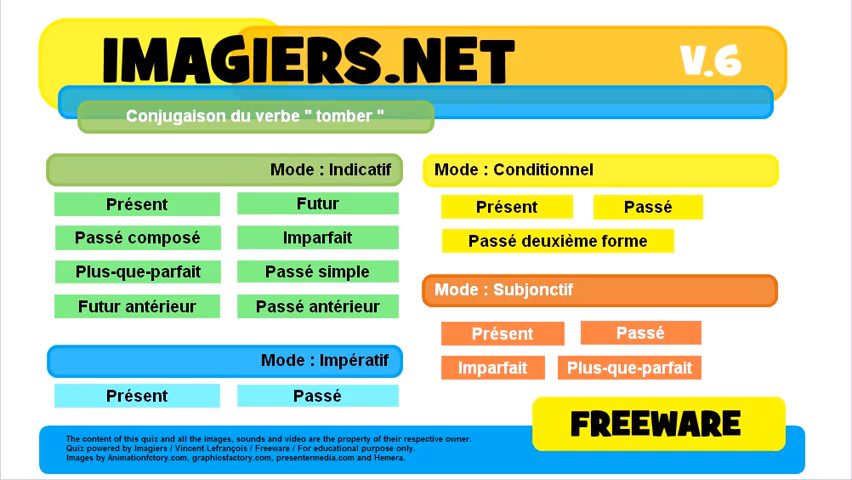 IMAGIERS.NET
V.6
Conjugaison du verbe " tomber "
Mode : Indicatif
Présent
Futur
Passé composé
Imparfait
Plus-que-parfait
Passé simple
Futur antérieur
Passé antérieur
Mode : Impératif
Présent
Passé
Mode : Conditionnel
Présent
Passé
Passé deuxième forme
Mode : Subjonctif
Présent
Passé
Imparfait
Plus-que-parfait
FREEWARE
The content of this quiz and all the images, sounds and video are the property of their respective owner.
Quiz powered by Imagiers / Vincent Lefrançois / Freeware / For educational purpose only.
Images by Animationfctory.com, graphicsfactory.com, presentermedia.com and Hemera.